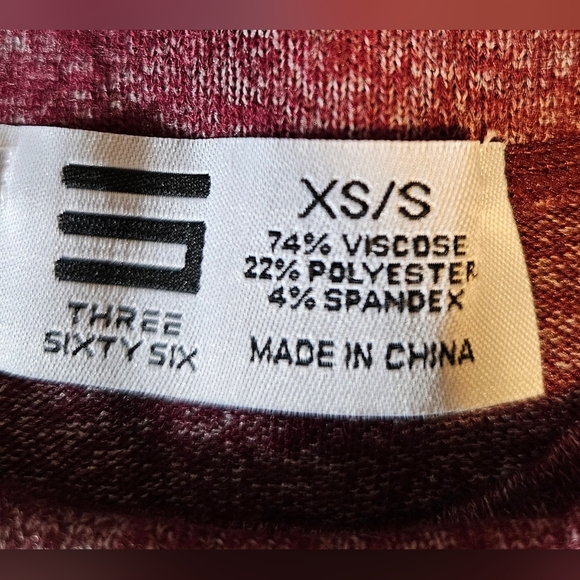 THREE
SIXTY SIX
XS/S
74% VISCOSE
22% POLYESTER
4% SPANDEX
MADE IN CHINA